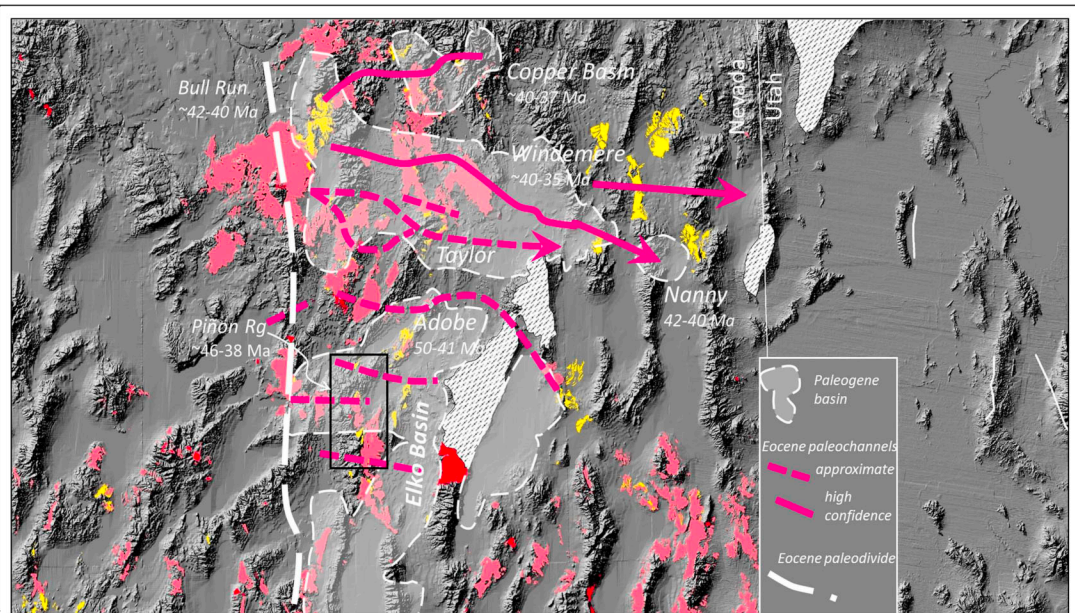 Bull Run
~42-40 Ma
Copper Basin
~40-37 Ma
Nevada
Utah
Windemere
~40-35 Ma
Taylor
Nanny
42-40 Ma
Pinon Rg
~46-38 Ma
Adobe
50-41 Ma
Elko Basin
Paleogene
basin
Eocene paleochannels
approximate
high
confidence
Eocene paleodivide